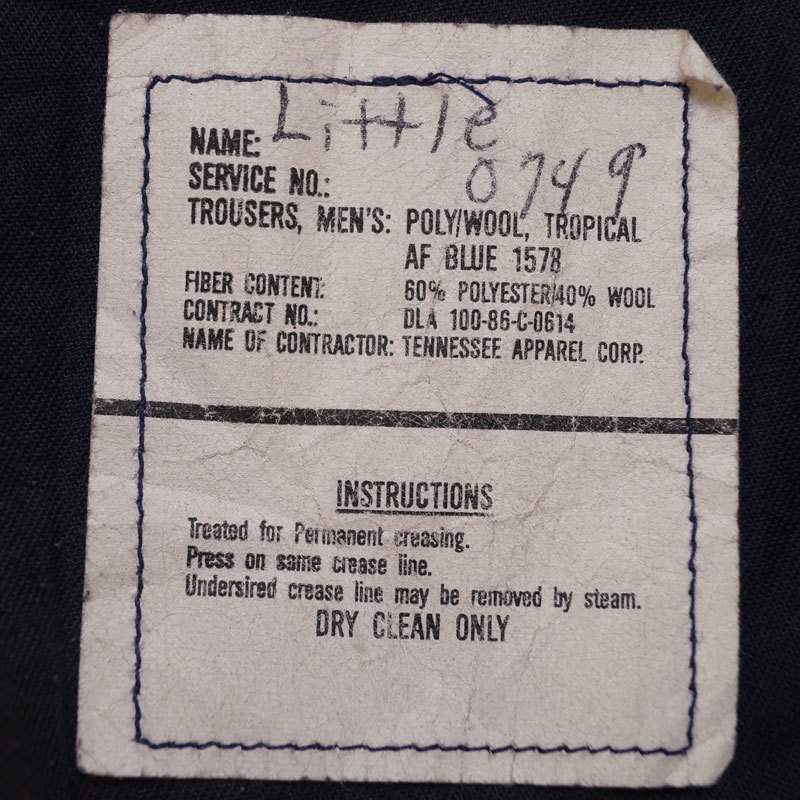 NAME: Little
SERVICE NO.: 0749
TROUSERS, MEN'S: POLY/WOOL, TROPICAL
AF BLUE 1578
FIBER CONTENT: 60% POLYESTER/40% WOOL
CONTRACT NO.: DLA 100-86-C-0614
NAME OF CONTRACTOR: TENNESSEE APPAREL CORP.
INSTRUCTIONS
Treated for Permanent creasing.
Press on same crease line.
Undersired crease line may be removed by steam.
DRY CLEAN ONLY